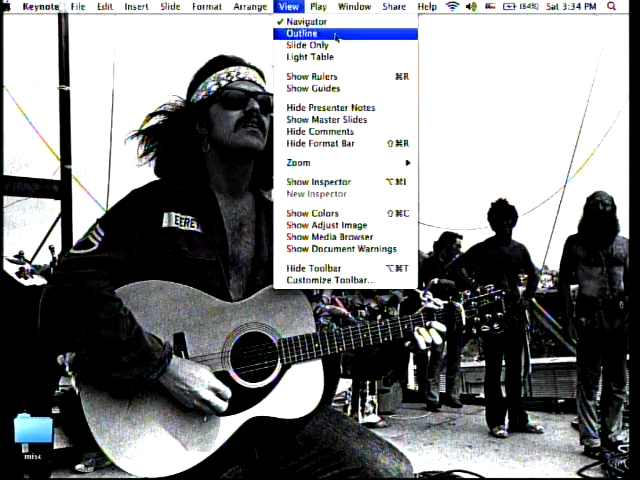 Keynote File Edit Insert Slide Format Arrange View Play Window Share Help (84%) Sat 3:34 PM
✓ Navigator
Outline
Slide Only
Light Table
Show Rulers ⌘R
Show Guides
Hide Presenter Notes
Show Master Slides
Hide Comments
Hide Format Bar ⇧⌘R
Zoom ▶
Show Inspector ⌥⌘I
New Inspector
Show Colors ⇧⌘C
Show Adjust Image
Show Media Browser
Show Document Warnings
Hide Toolbar ⌥⌘T
Customize Toolbar...
misc